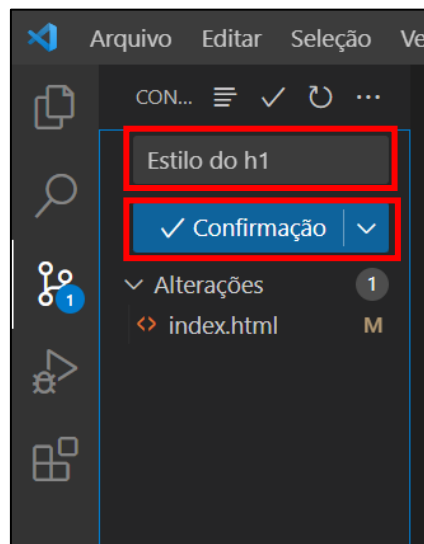 Arquivo Editar Seleção Ve
CON...
Estilo do h1
Confirmação
Alterações 1
<> index.html M
1